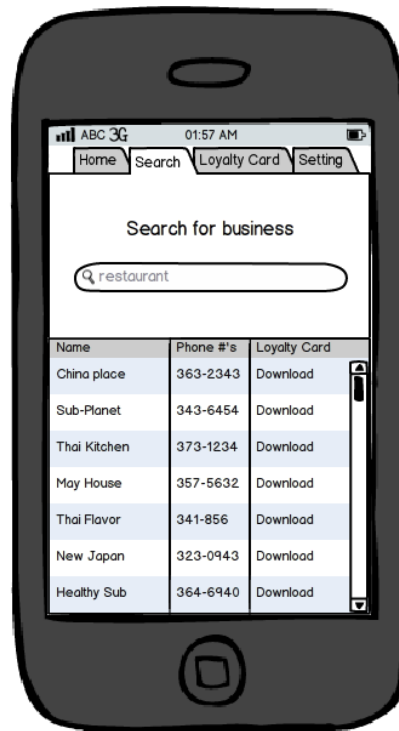 ABC 3G 01:57 AM
Home Search Loyalty Card Setting
Search for business
restaurant
Name Phone #'s Loyalty Card
China place 363-2343 Download
Sub-Planet 343-6454 Download
Thai Kitchen 373-1234 Download
May House 357-5632 Download
Thai Flavor 341-856 Download
New Japan 323-0943 Download
Healthy Sub 364-6940 Download